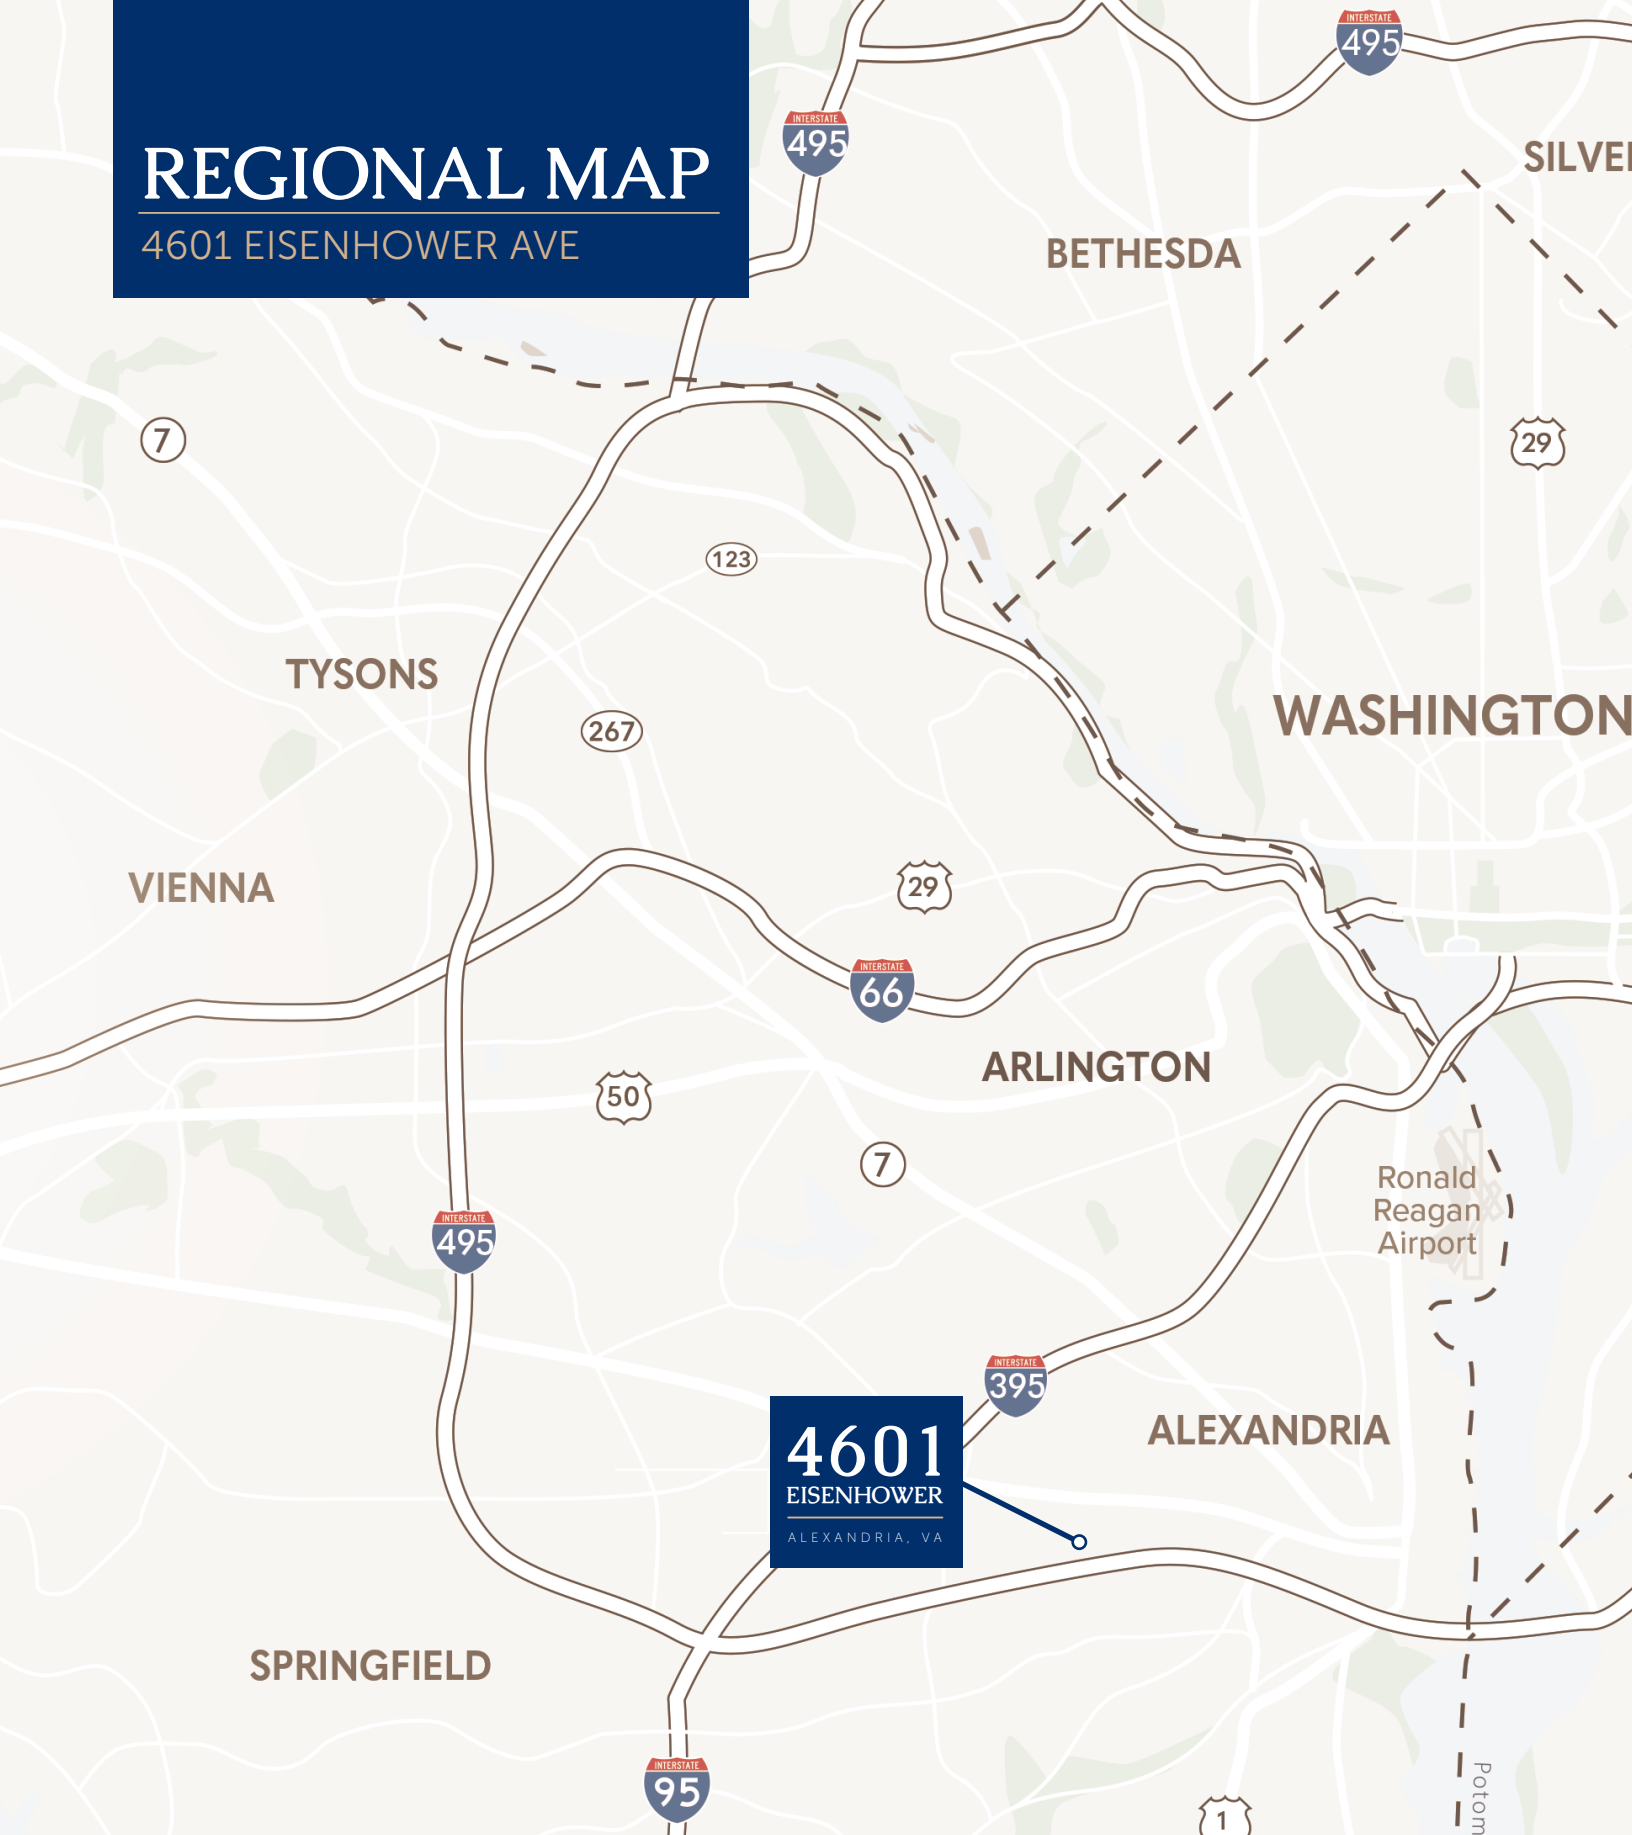 REGIONAL MAP
4601 EISENHOWER AVE
INTERSTATE
495
INTERSTATE
495
SILVER
BETHESDA
7
29
123
TYSONS
267
WASHINGTON
VIENNA
29
INTERSTATE
66
ARLINGTON
50
7
Ronald
Reagan
Airport
INTERSTATE
495
INTERSTATE
395
4601
EISENHOWER
ALEXANDRIA, VA
ALEXANDRIA
SPRINGFIELD
INTERSTATE
95
Potom
1